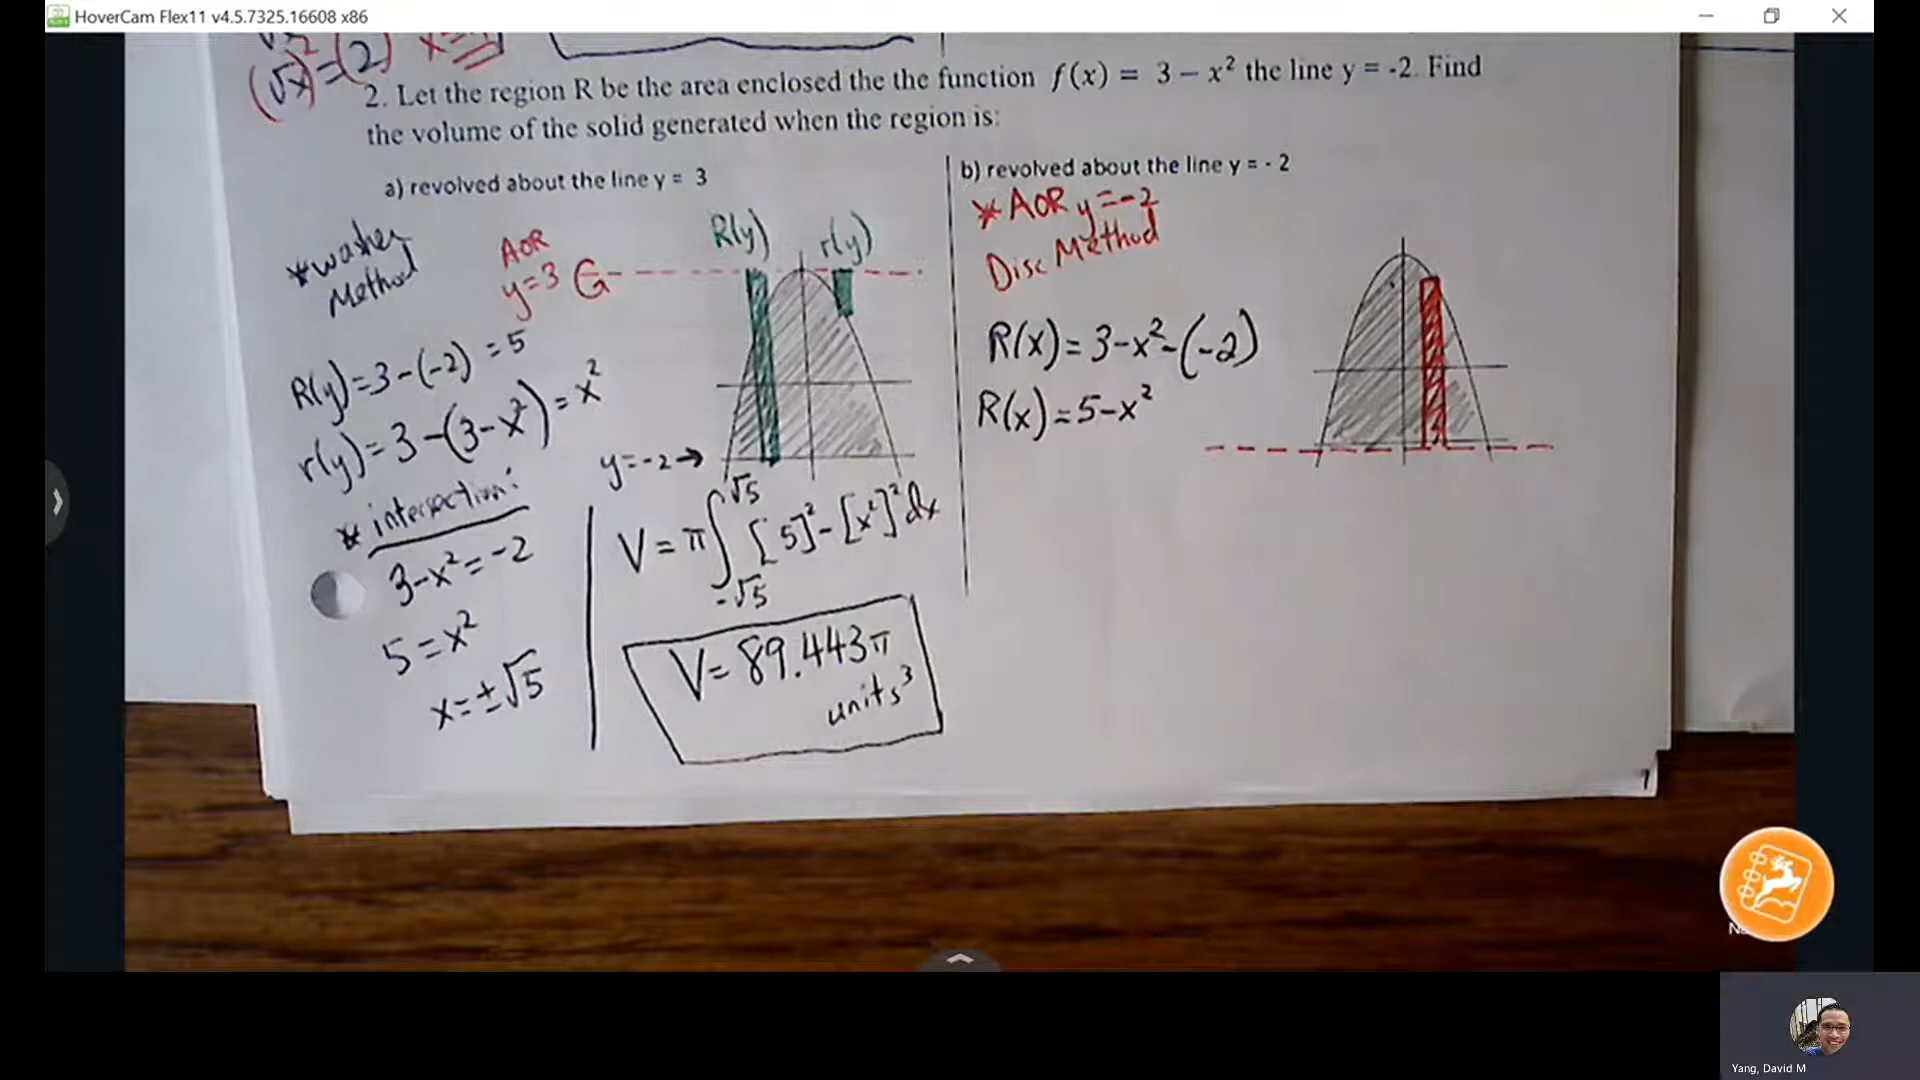 HoverCam Flex11 v4.5.7325.16608 x86
(√x)²=(2)
2. Let the region R be the area enclosed the the function f(x) = 3 – x² the line y = -2. Find
the volume of the solid generated when the region is:
a) revolved about the line y = 3
*washer
Method
AOR
y=3
R(y)
r(y)
R(y)=3-(-2) =5
r(y)=3-(3-x²)=x²
y=-2→
* intersection:
3-x²=-2
5=x²
x=±√5
V=π∫ from -√5 to √5 [5]²-[x²]²dx
V=89.443π
units³
b) revolved about the line y = - 2
*AOR y=-2
Disc Method
R(x)=3-x²-(-2)
R(x)=5-x²
7
Yang, David M